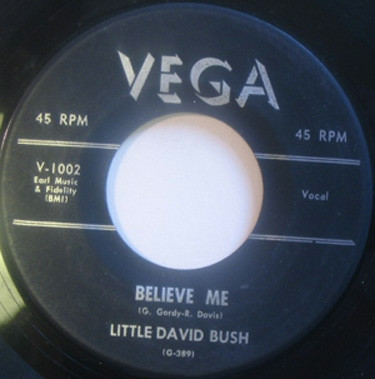 VEGA
45 RPM
45 RPM
V-1002
Earl Music
& Fidelity
(BMI)
Vocal
BELIEVE ME
(G. Gordy-R. Davis)
LITTLE DAVID BUSH
(G-389)